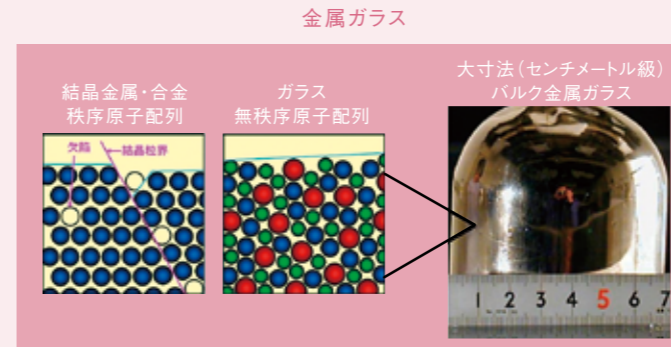 金属ガラス
結晶金属・合金
秩序原子配列
ガラス
無秩序原子配列
大寸法(センチメートル級)
バルク金属ガラス
欠陥
結晶粒界
1 2 3 4 5 6 7